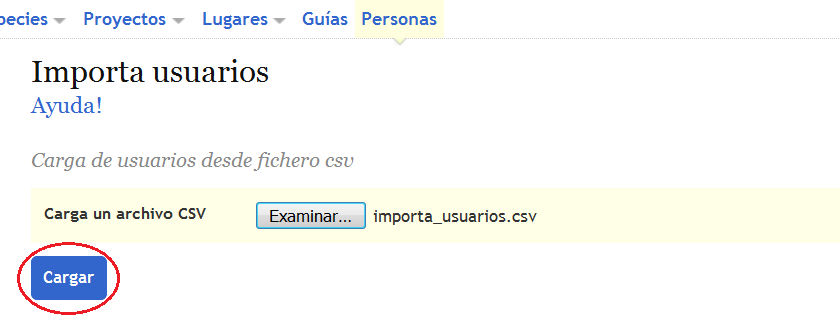 pecies Proyectos Lugares Guías Personas
Importa usuarios
Ayuda!
Carga de usuarios desde fichero csv
Carga un archivo CSV Examinar... importa_usuarios.csv
Cargar